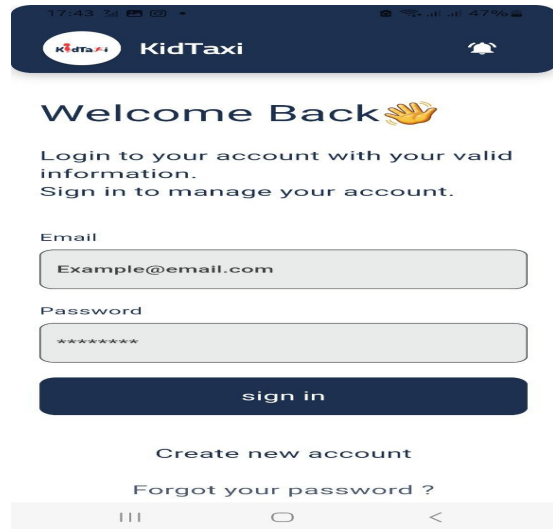 17:43
47%
KidTaxi KidTaxi
Welcome Back👋
Login to your account with your valid
information.
Sign in to manage your account.
Email
Example@email.com
Password
********
sign in
Create new account
Forgot your password ?